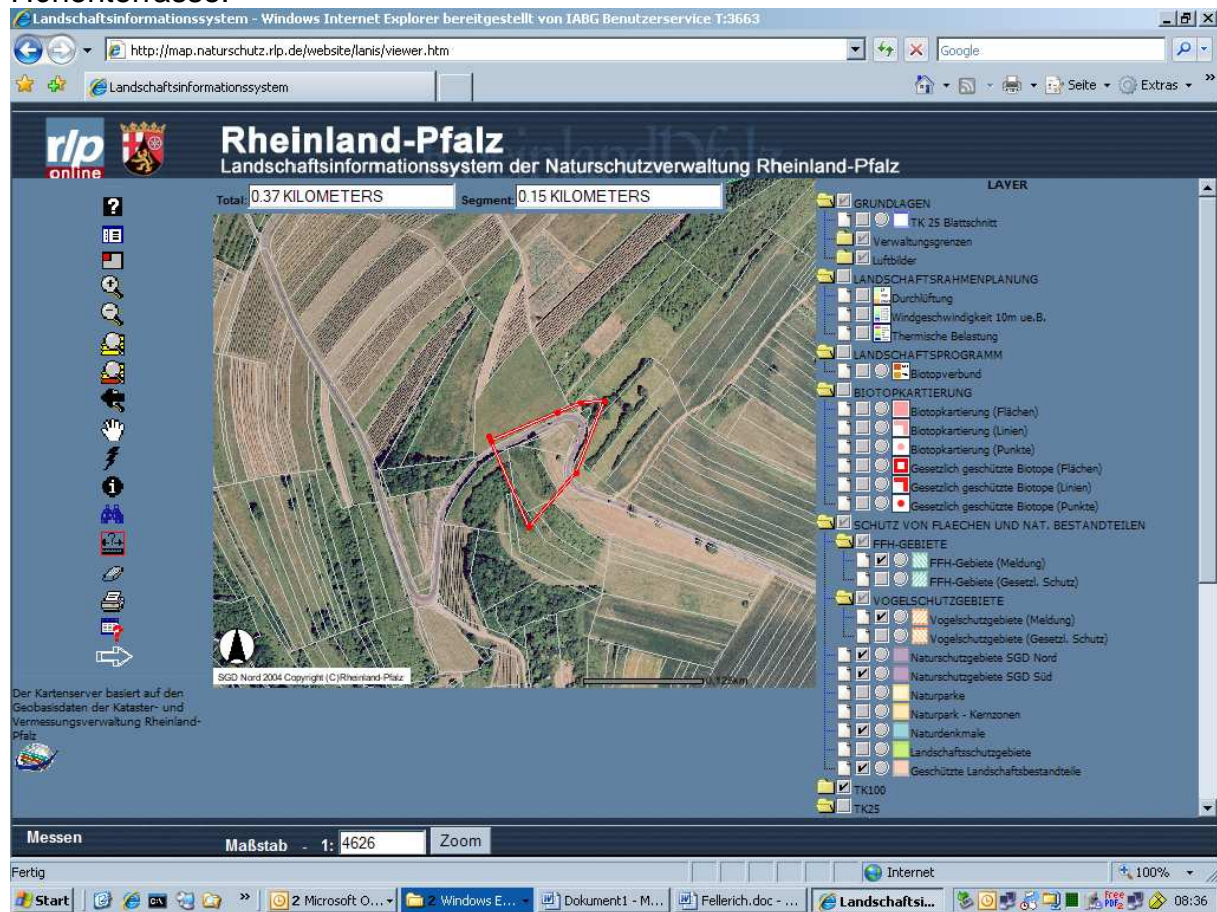 Landschaftsinformationssystem - Windows Internet Explorer bereitgestellt von IABG Benutzerservice T:3663
http://map.naturschutz.rlp.de/website/lanis/viewer.htm
Google
Landschaftsinformationssystem
Seite
Extras
rlp
online
Rheinland-Pfalz
Landschaftsinformationssystem der Naturschutzverwaltung Rheinland-Pfalz
Total: 0.37 KILOMETERS Segment: 0.15 KILOMETERS
LAYER
GRUNDLAGEN
TK 25 Blattschnitt
Verwaltungsgrenzen
Luftbilder
LANDSCHAFTSRAHMENPLANUNG
Durchlüftung
Windgeschwindigkeit 10m ue.B.
Thermische Belastung
LANDSCHAFTSPROGRAMM
Biotopverbund
BIOTOPKARTIERUNG
Biotopkartierung (Flächen)
Biotopkartierung (Linien)
Biotopkartierung (Punkte)
Gesetzlich geschützte Biotope (Flächen)
Gesetzlich geschützte Biotope (Linien)
Gesetzlich geschützte Biotope (Punkte)
SCHUTZ VON FLAECHEN UND NAT. BESTANDTEILEN
FFH-GEBIETE
FFH-Gebiete (Meldung)
FFH-Gebiete (Gesetzl. Schutz)
VOGELSCHUTZGEBIETE
Vogelschutzgebiete (Meldung)
Vogelschutzgebiete (Gesetzl. Schutz)
Naturschutzgebiete SGD Nord
Naturschutzgebiete SGD Süd
Naturparke
Naturpark - Kernzonen
Naturdenkmale
Landschaftsschutzgebiete
Geschützte Landschaftsbestandteile
TK100
TK25
SGD Nord 2004 Copyright (C)Rheinland-Pfalz
0 0.122km
Der Kartenserver basiert auf den
Geobasisdaten der Kataster- und
Vermessungsverwaltung Rheinland-
Pfalz
Messen
Maßstab - 1: 4626 Zoom
Fertig
Internet
100%
Start
2 Microsoft O...
2 Windows E...
Dokument1 - M...
Fellerich.doc - ...
Landschaftsi...
08:36